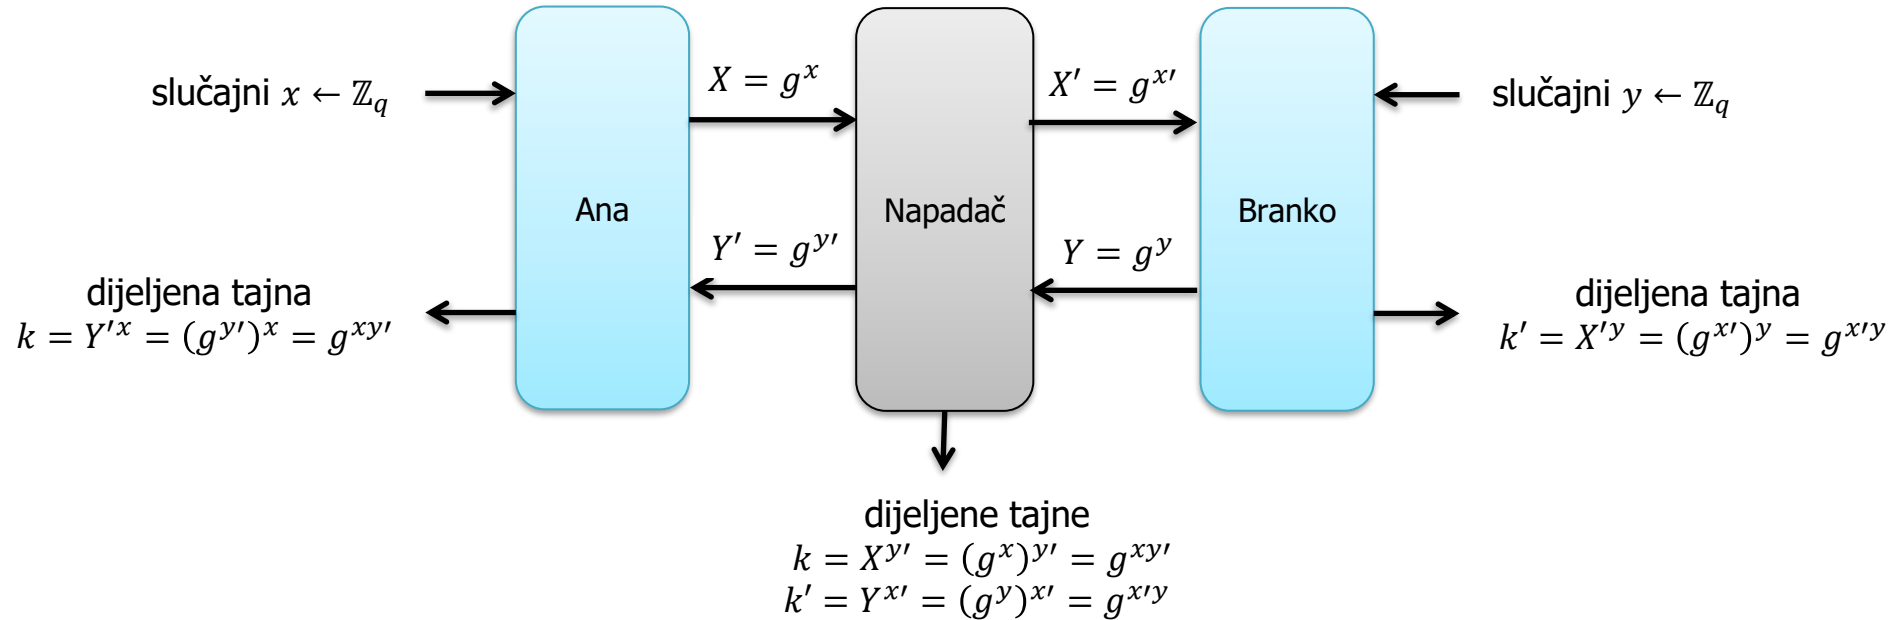 slučajni x ← ℤ_q
X = g^x
X′ = g^{x′}
slučajni y ← ℤ_q
Ana
Napadač
Branko
Y′ = g^{y′}
Y = g^y
dijeljena tajna
k = Y′^x = (g^{y′})^x = g^{xy′}
dijeljena tajna
k′ = X′^y = (g^{x′})^y = g^{x′y}
dijeljene tajne
k = X^{y′} = (g^x)^{y′} = g^{xy′}
k′ = Y^{x′} = (g^y)^{x′} = g^{x′y}